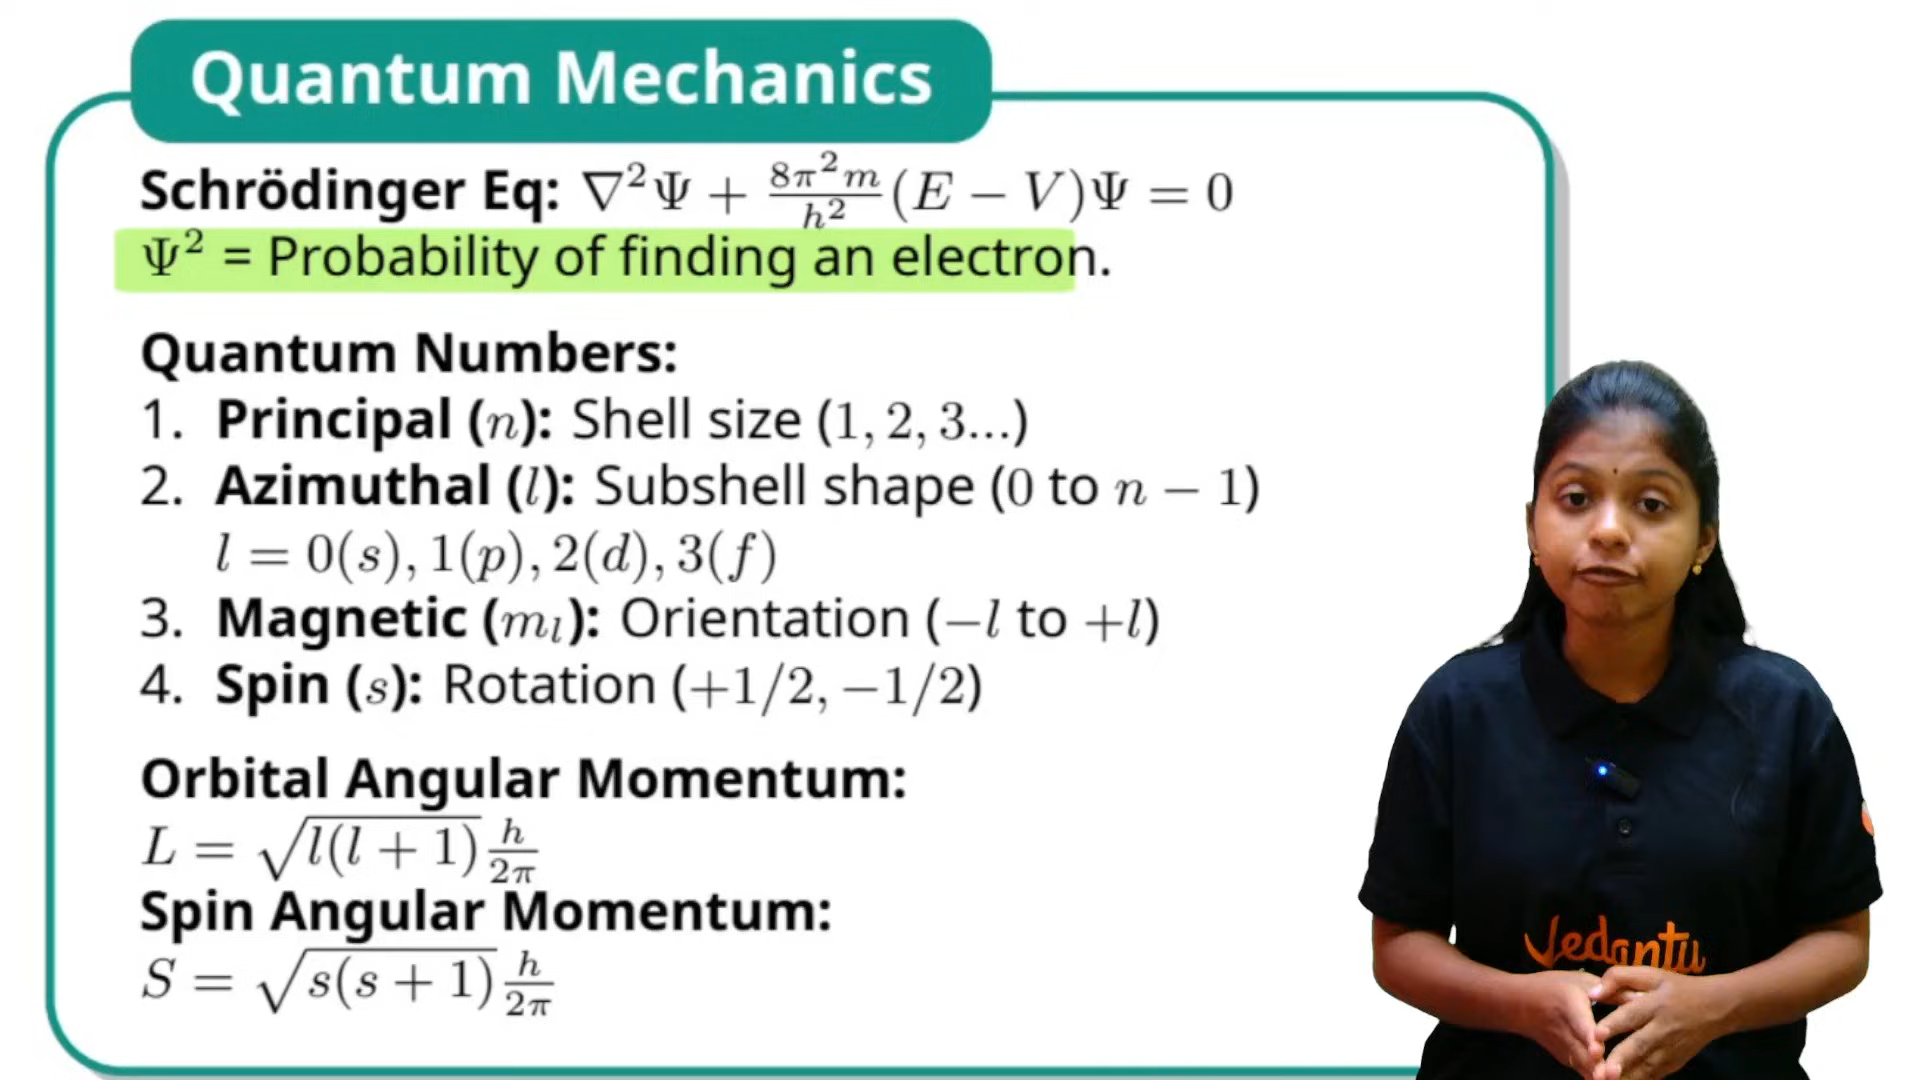 Quantum Mechanics
Schrödinger Eq: ∇²Ψ + 8π²m/h² (E − V)Ψ = 0
Ψ² = Probability of finding an electron.
Quantum Numbers:
1. Principal (n): Shell size (1, 2, 3...)
2. Azimuthal (l): Subshell shape (0 to n − 1)
l = 0(s), 1(p), 2(d), 3(f)
3. Magnetic (mₗ): Orientation (−l to +l)
4. Spin (s): Rotation (+1/2, −1/2)
Orbital Angular Momentum:
L = √l(l + 1) h/2π
Spin Angular Momentum:
S = √s(s + 1) h/2π
Vedantu